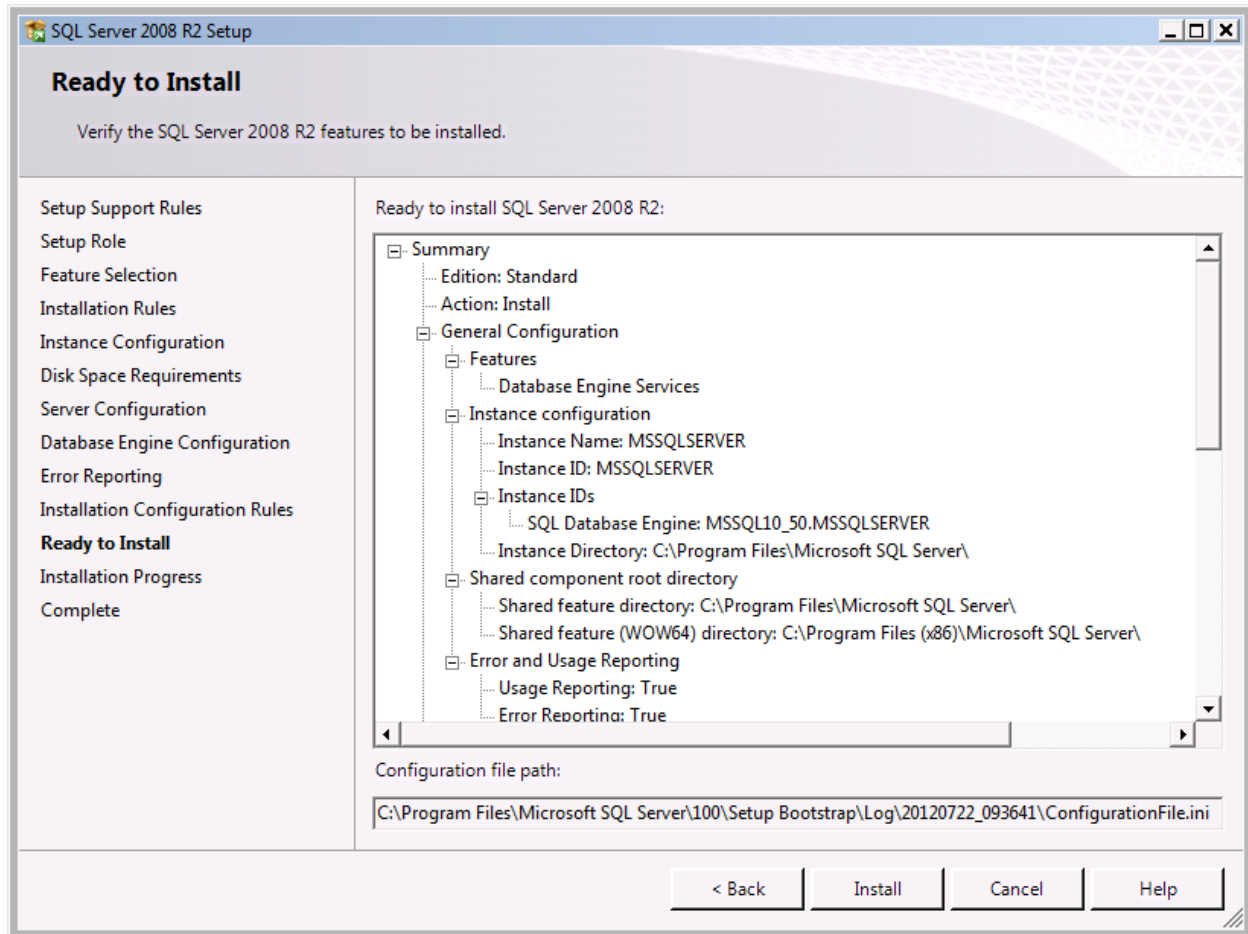 SQL Server 2008 R2 Setup
Ready to Install
Verify the SQL Server 2008 R2 features to be installed.
Setup Support Rules
Setup Role
Feature Selection
Installation Rules
Instance Configuration
Disk Space Requirements
Server Configuration
Database Engine Configuration
Error Reporting
Installation Configuration Rules
Ready to Install
Installation Progress
Complete
Ready to install SQL Server 2008 R2:
Summary
Edition: Standard
Action: Install
General Configuration
Features
Database Engine Services
Instance configuration
Instance Name: MSSQLSERVER
Instance ID: MSSQLSERVER
Instance IDs
SQL Database Engine: MSSQL10_50.MSSQLSERVER
Instance Directory: C:\Program Files\Microsoft SQL Server\
Shared component root directory
Shared feature directory: C:\Program Files\Microsoft SQL Server\
Shared feature (WOW64) directory: C:\Program Files (x86)\Microsoft SQL Server\
Error and Usage Reporting
Usage Reporting: True
Error Reporting: True
Configuration file path:
C:\Program Files\Microsoft SQL Server\100\Setup Bootstrap\Log\20120722_093641\ConfigurationFile.ini
< Back
Install
Cancel
Help